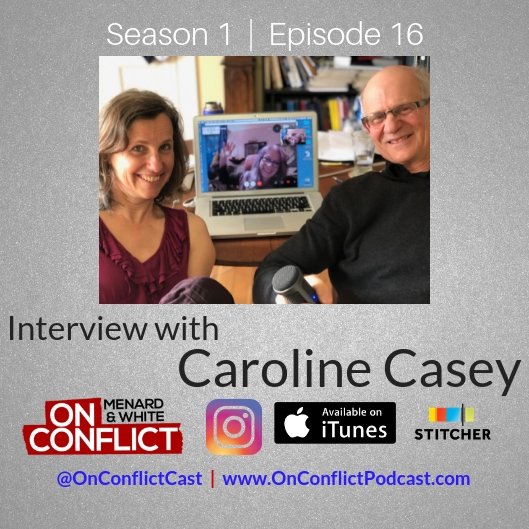 Season 1 | Episode 16
Interview with
Caroline Casey
ON
MENARD
& WHITE
CONFLICT
Available on
iTunes
STITCHER
@OnConflictCast | www.OnConflictPodcast.com